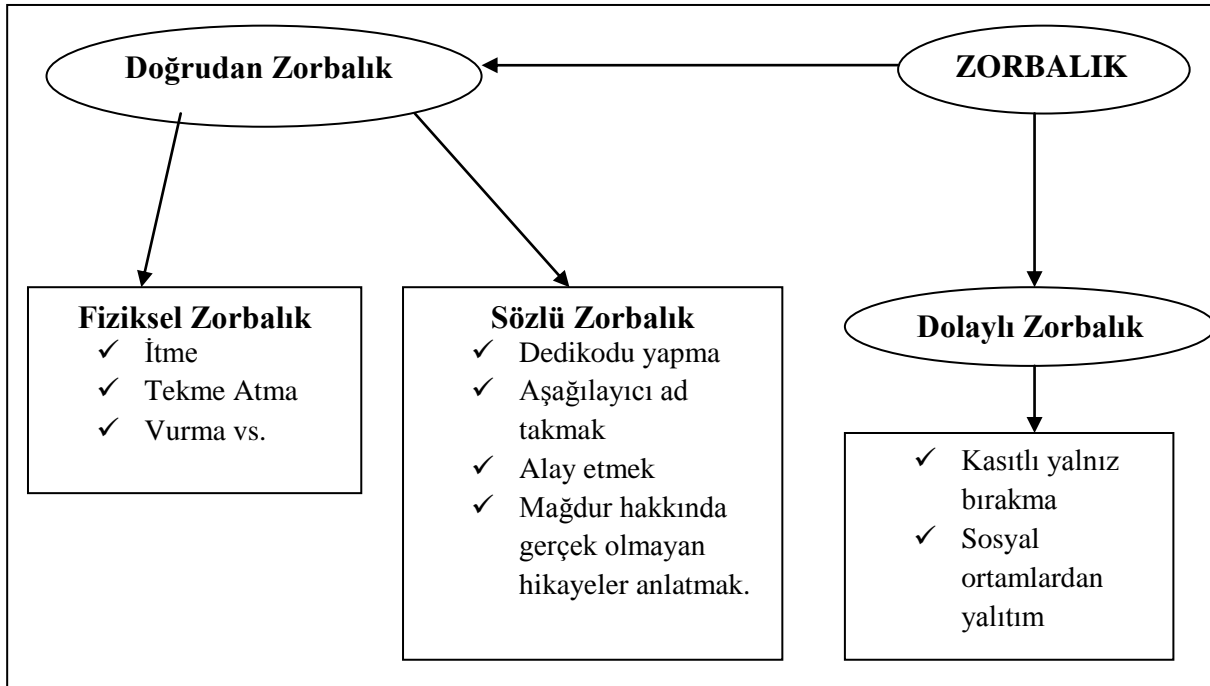 Doğrudan Zorbalık
ZORBALIK
Fiziksel Zorbalık
✓ İtme
✓ Tekme Atma
✓ Vurma vs.
Sözlü Zorbalık
✓ Dedikodu yapma
✓ Aşağılayıcı ad
takmak
✓ Alay etmek
✓ Mağdur hakkında
gerçek olmayan
hikayeler anlatmak.
Dolaylı Zorbalık
✓ Kasıtlı yalnız
bırakma
✓ Sosyal
ortamlardan
yalıtım